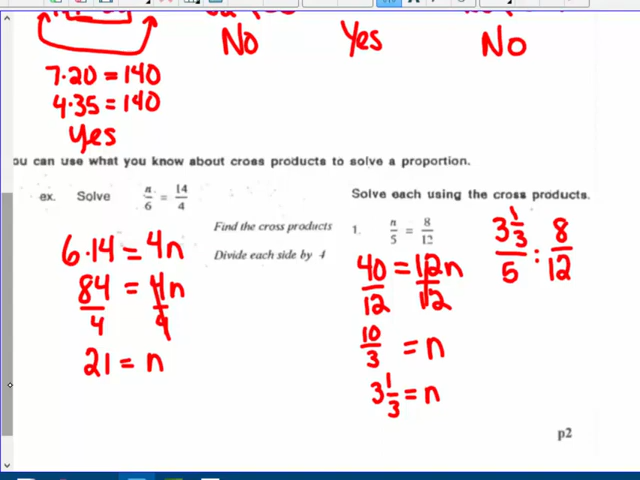 No Yes No
7·20 = 140
4·35 = 140
Yes
ou can use what you know about cross products to solve a proportion.
ex. Solve n/6 = 14/4
Solve each using the cross products.
Find the cross products
Divide each side by 4
6·14 = 4n
84/4 = 4n/4
21 = n
1. n/5 = 8/12
3 1/3 / 5 : 8/12
40/12 = 12n/12
10/3 = n
3 1/3 = n
p2